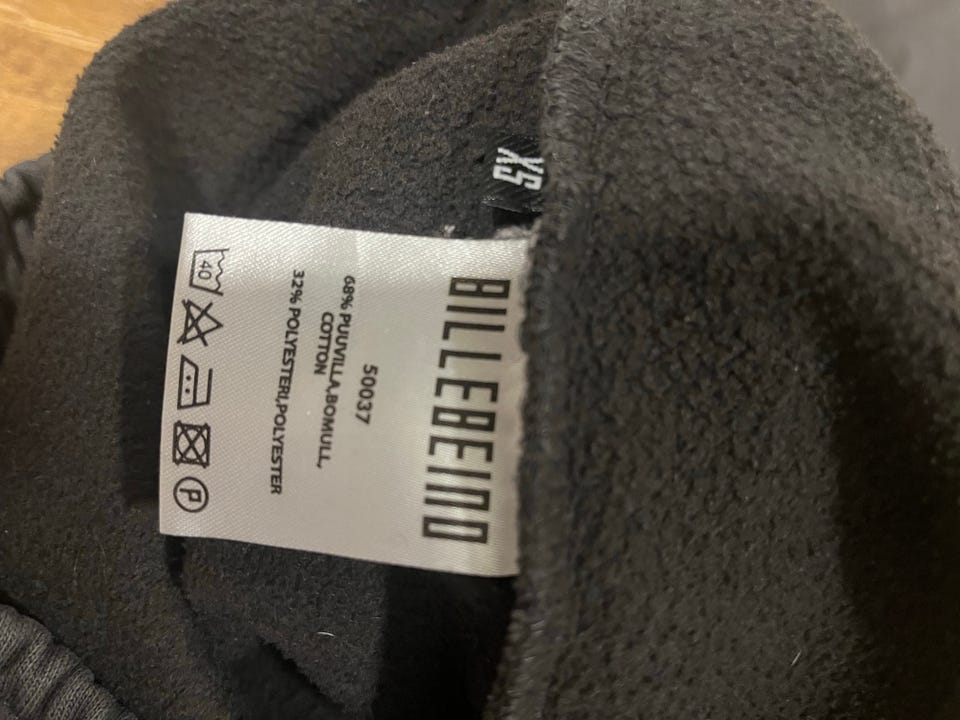 XS
BILLEBEINO
50037
68% PUUVILLA,BOMULL,
COTTON
32% POLYESTERI,POLYESTER
40
P